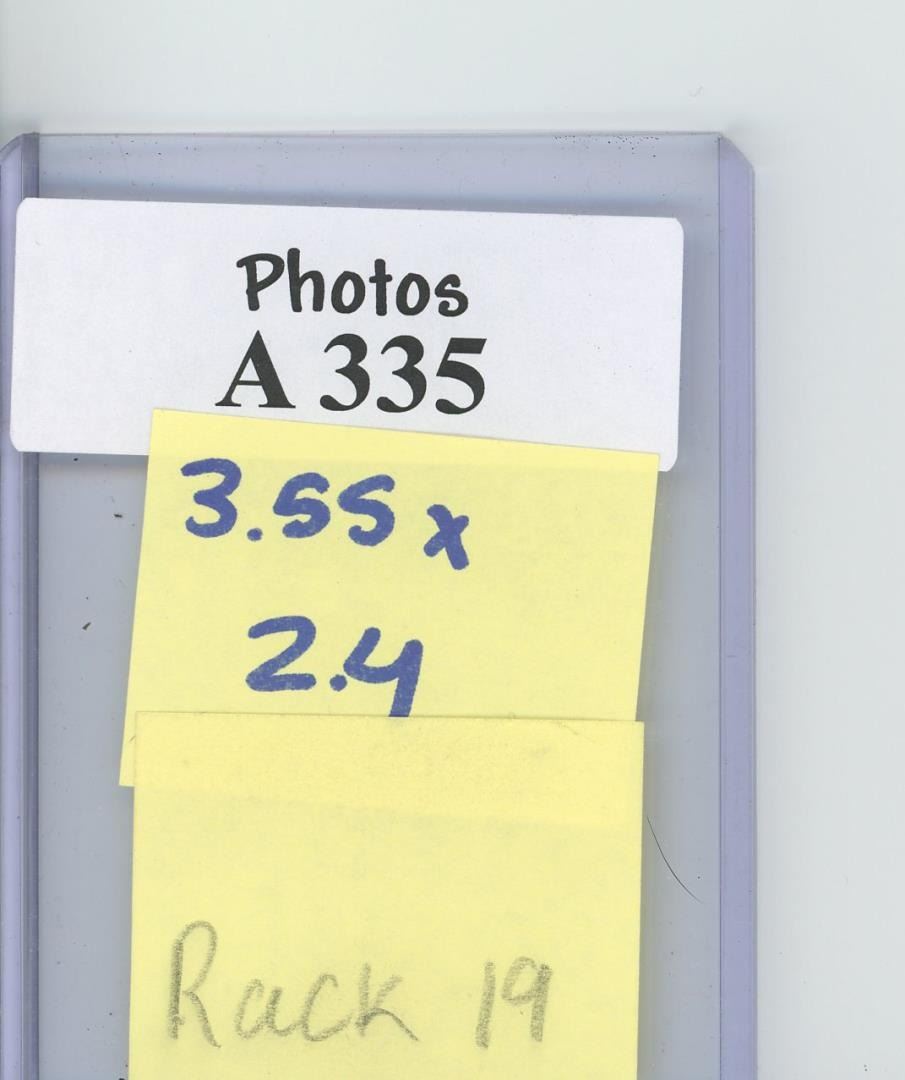 Photos
A 335
3.55 x
2.4
Rack 19